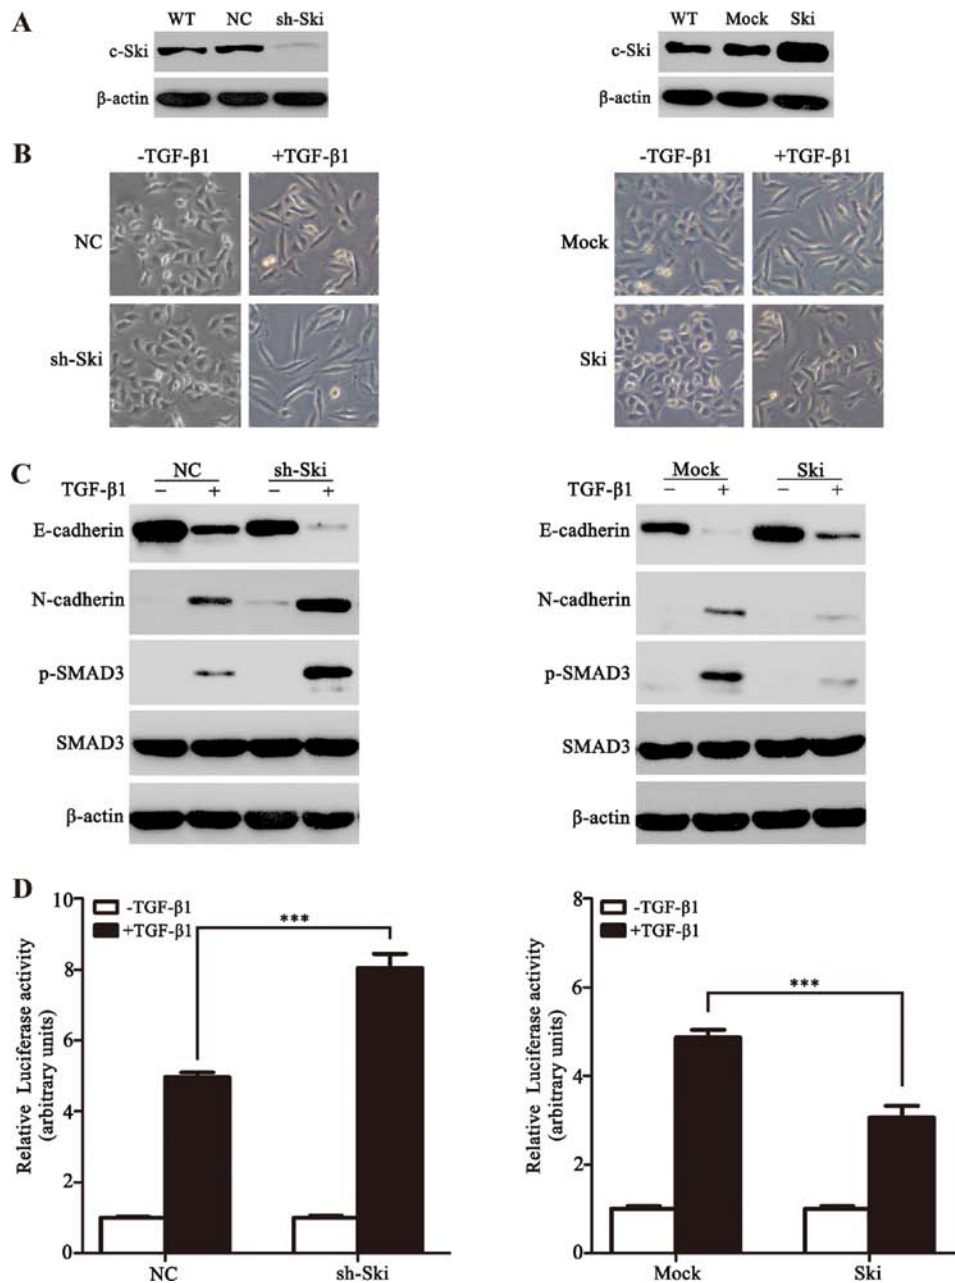 A
WT NC sh-Ski
c-Ski
β-actin
WT Mock Ski
c-Ski
β-actin
B
-TGF-β1 +TGF-β1
NC
sh-Ski
-TGF-β1 +TGF-β1
Mock
Ski
C
NC sh-Ski
TGF-β1 − + − +
E-cadherin
N-cadherin
p-SMAD3
SMAD3
β-actin
Mock Ski
TGF-β1 − + − +
E-cadherin
N-cadherin
p-SMAD3
SMAD3
β-actin
D
Relative Luciferase activity
(arbitrary units)
10
8
6
4
2
0
-TGF-β1
+TGF-β1
***
NC sh-Ski
Relative Luciferase activity
(arbitrary units)
8
6
4
2
0
-TGF-β1
+TGF-β1
***
Mock Ski